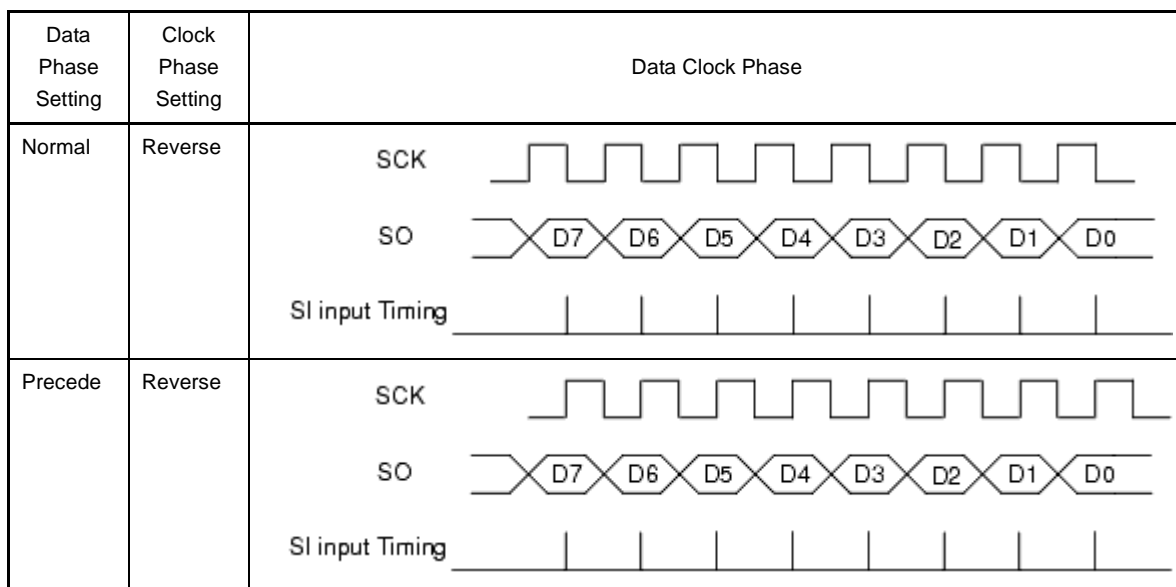 Data
Phase
Setting
Clock
Phase
Setting
Data Clock Phase
Normal
Reverse
SCK
SO
D7 D6 D5 D4 D3 D2 D1 D0
SI input Timing
Precede
Reverse
SCK
SO
D7 D6 D5 D4 D3 D2 D1 D0
SI input Timing